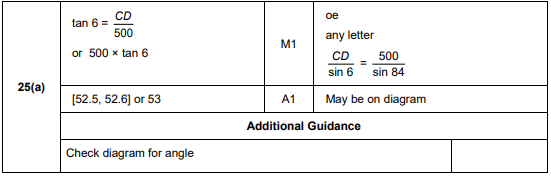 25(a)
tan 6 = CD/500
or 500 × tan 6
M1
oe
any letter
CD/sin 6 = 500/sin 84
[52.5, 52.6] or 53
A1
May be on diagram
Additional Guidance
Check diagram for angle